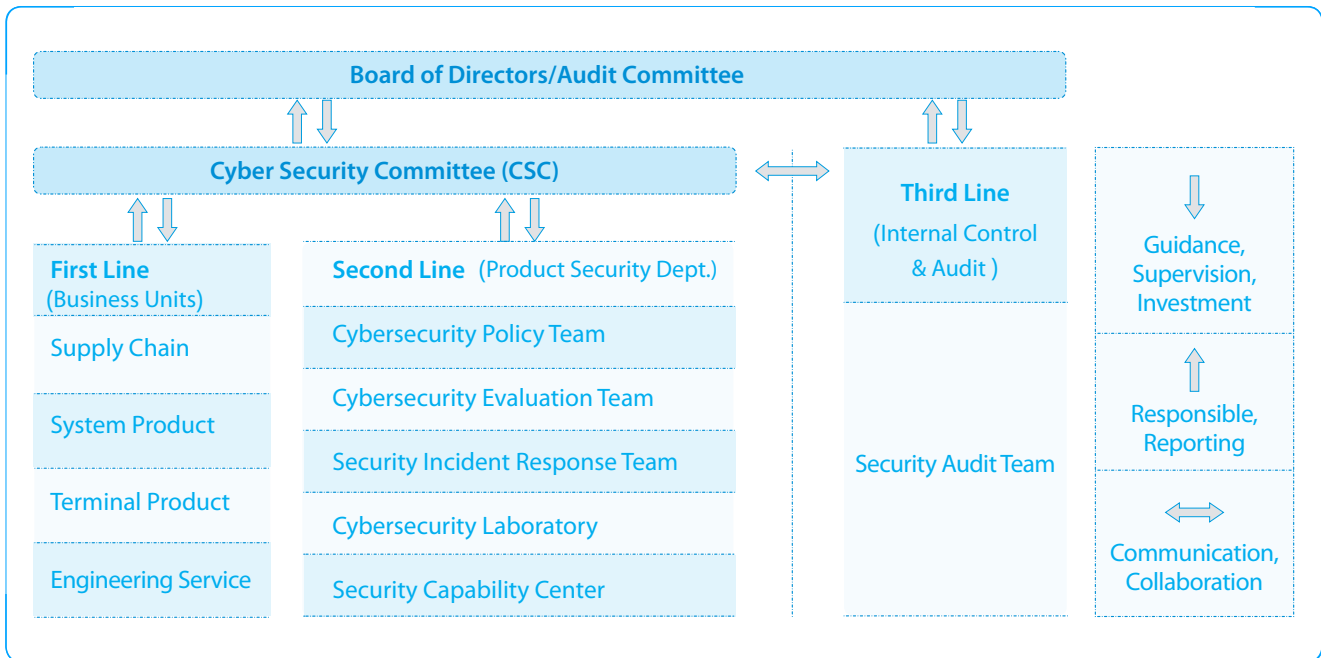 Board of Directors/Audit Committee
Cyber Security Committee (CSC)
First Line
(Business Units)
Supply Chain
System Product
Terminal Product
Engineering Service
Second Line (Product Security Dept.)
Cybersecurity Policy Team
Cybersecurity Evaluation Team
Security Incident Response Team
Cybersecurity Laboratory
Security Capability Center
Third Line
(Internal Control
& Audit )
Security Audit Team
Guidance,
Supervision,
Investment
Responsible,
Reporting
Communication,
Collaboration